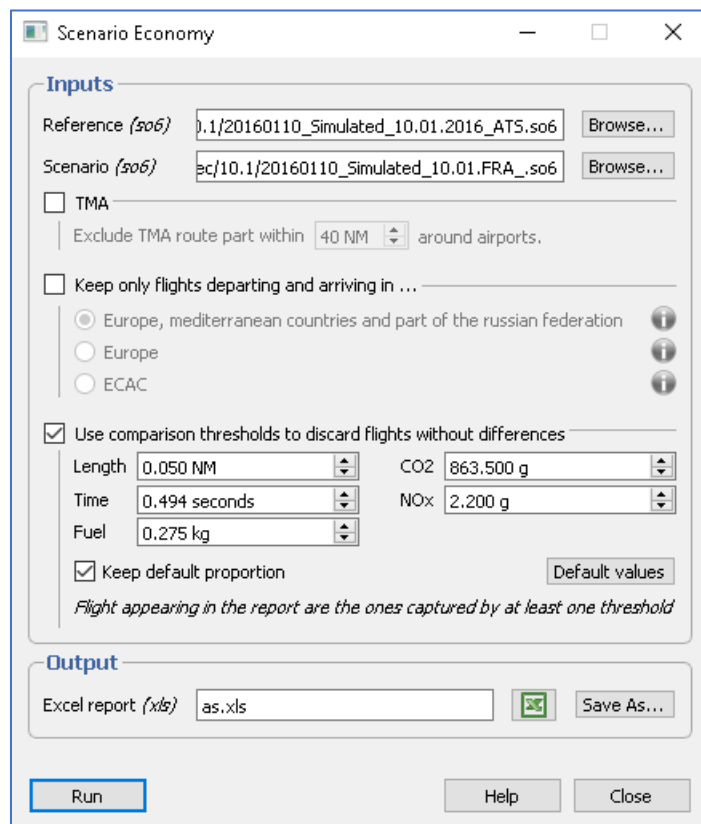 Scenario Economy
Inputs
Reference (so6) 0.1/20160110_Simulated_10.01.2016_ATS.so6 Browse...
Scenario (so6) ec/10.1/20160110_Simulated_10.01.FRA_.so6 Browse...
TMA
Exclude TMA route part within 40 NM around airports.
Keep only flights departing and arriving in ...
Europe, mediterranean countries and part of the russian federation
Europe
ECAC
Use comparison thresholds to discard flights without differences
Length 0.050 NM CO2 863.500 g
Time 0.494 seconds NOx 2.200 g
Fuel 0.275 kg
Keep default proportion Default values
Flight appearing in the report are the ones captured by at least one threshold
Output
Excel report (xls) as.xls Save As...
Run Help Close